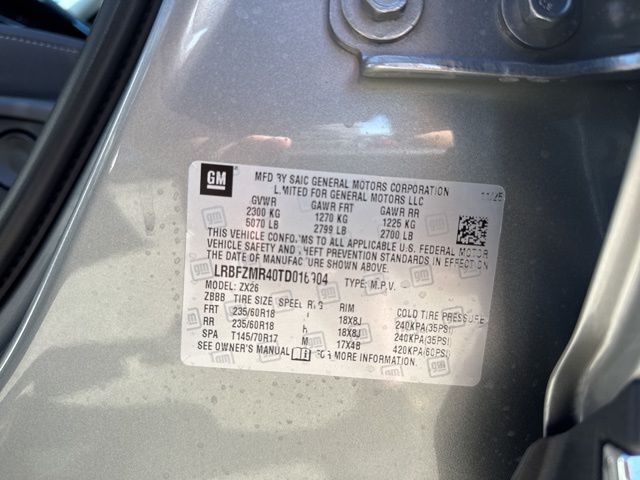 GM
MFD BY SAIC GENERAL MOTORS CORPORATION
LIMITED FOR GENERAL MOTORS LLC
11/25
GVWR GAWR FRT GAWR RR
2300 KG 1270 KG 1225 KG
5070 LB 2799 LB 2700 LB
THIS VEHICLE CONFORMS TO ALL APPLICABLE U.S. FEDERAL MOTOR
VEHICLE SAFETY AND THEFT PREVENTION STANDARDS IN EFFECT ON
THE DATE OF MANUFACTURE SHOWN ABOVE.
TYPE: M.P.V.
MODEL: ZX26
ZBBB TIRE SIZE SPEED RTG RIM COLD TIRE PRESSURE
FRT 235/60R18 H 18X8J 240KPA(35PSI)
RR 235/60R18 H 18X8J 240KPA(35PSI)
SPA T145/70R17 M 17X4B 420KPA(60PSI)
SEE OWNER'S MANUAL FOR MORE INFORMATION.